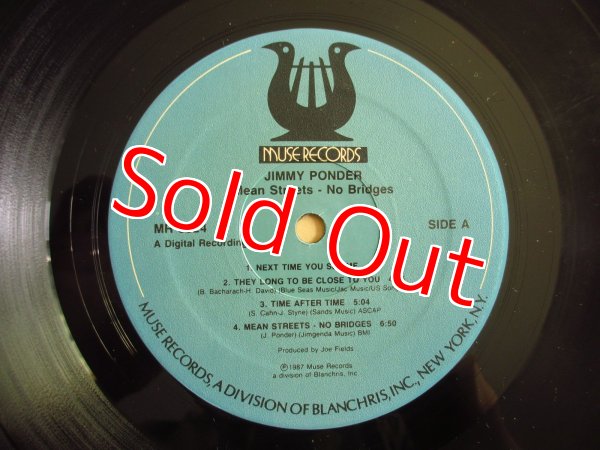 MUSE RECORDS
JIMMY PONDER
Mean Streets - No Bridges
Sold Out
MR
SIDE A
A Digital Recording
1. NEXT TIME YOU
2. THEY LONG TO BE CLOSE TO YOU
(B. Bacharach-H. David) (Blue Seas Music/Jac Music/US
3. TIME AFTER TIME 5:04
(S. Cahn-J. Styne) (Sands Music) ASCAP
4. MEAN STREETS - NO BRIDGES 6:50
(J. Ponder) (Jimgenda Music) BMI
Produced by Joe Fields
℗1987 Muse Records
a division of Blanchris, Inc
MUSE RECORDS, A DIVISION OF BLANCHRIS, INC., NEW YORK, N.Y.